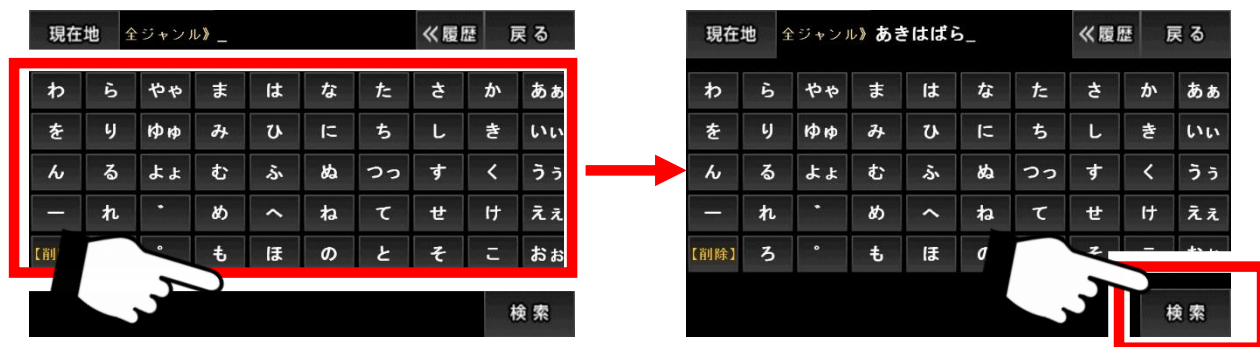 現在地 全ジャンル》_ ≪履歴 戻る
わ ら やゃ ま は な た さ か あぁ
を り ゆゅ み ひ に ち し き いぃ
ん る よょ む ふ ぬ つっ す く うぅ
ー れ ゛ め へ ね て せ け えぇ
【削 ゜ も ほ の と そ こ おぉ
検索
現在地 全ジャンル》あきはばら_ ≪履歴 戻る
わ ら やゃ ま は な た さ か あぁ
を り ゆゅ み ひ に ち し き いぃ
ん る よょ む ふ ぬ つっ す く うぅ
ー れ ゛ め へ ね て せ け えぇ
【削除】 ろ ゜ も ほ の そ
検索